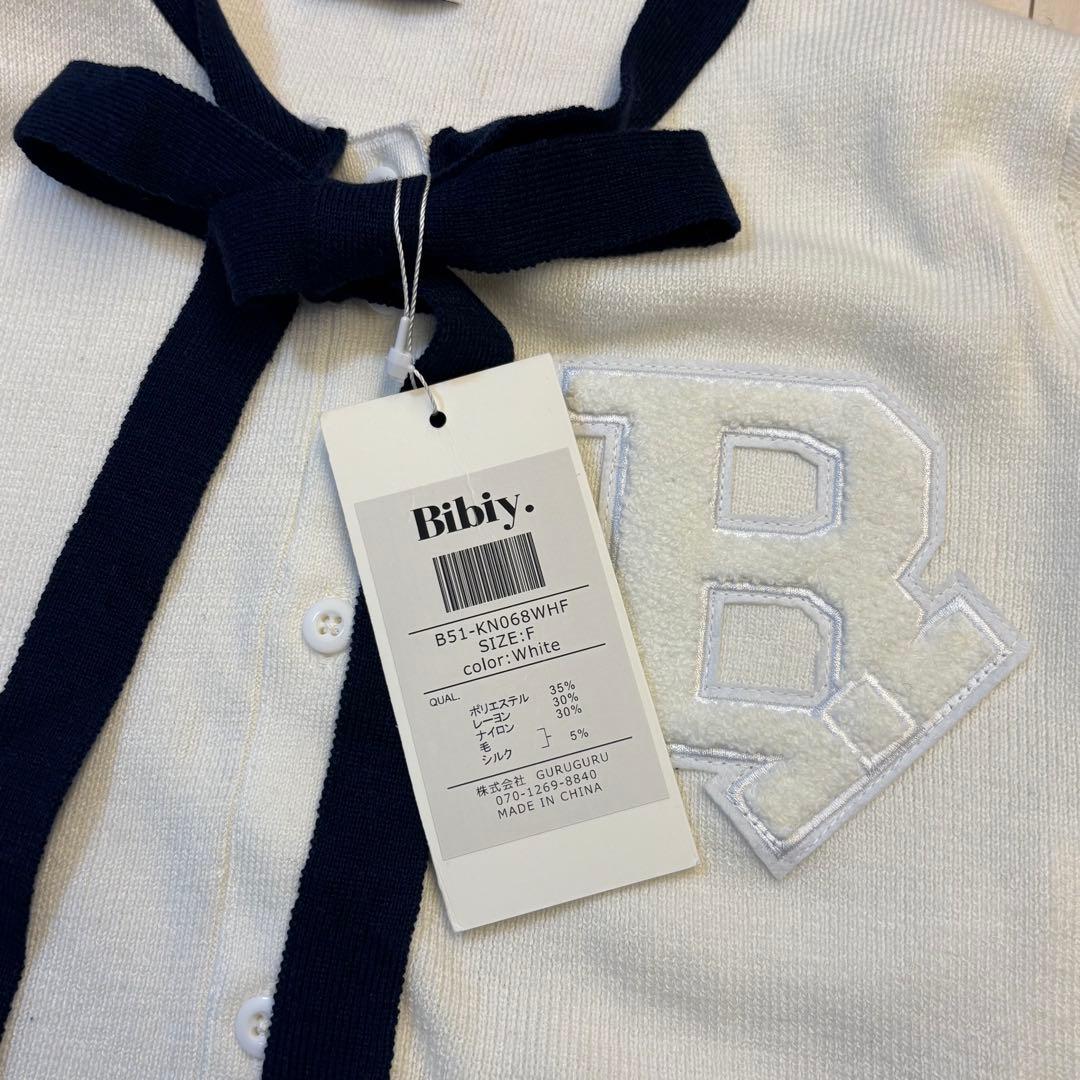 Bibiy.
B51-KN068WHF
SIZE:F
color:White
QUAL.
ポリエステル 35%
レーヨン 30%
ナイロン 30%
毛
シルク ] 5%
株式会社 GURUGURU
070-1269-8840
MADE IN CHINA
B